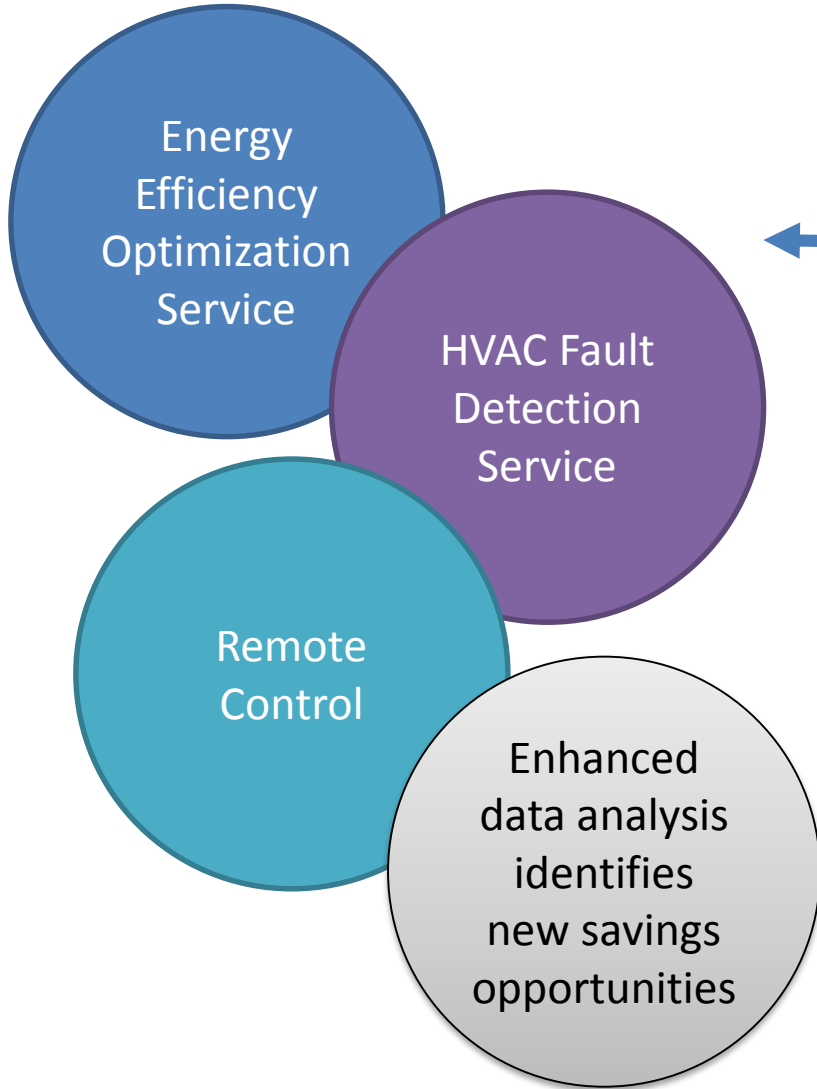 Energy
Efficiency
Optimization
Service
HVAC Fault
Detection
Service
Remote
Control
Enhanced
data analysis
identifies
new savings
opportunities